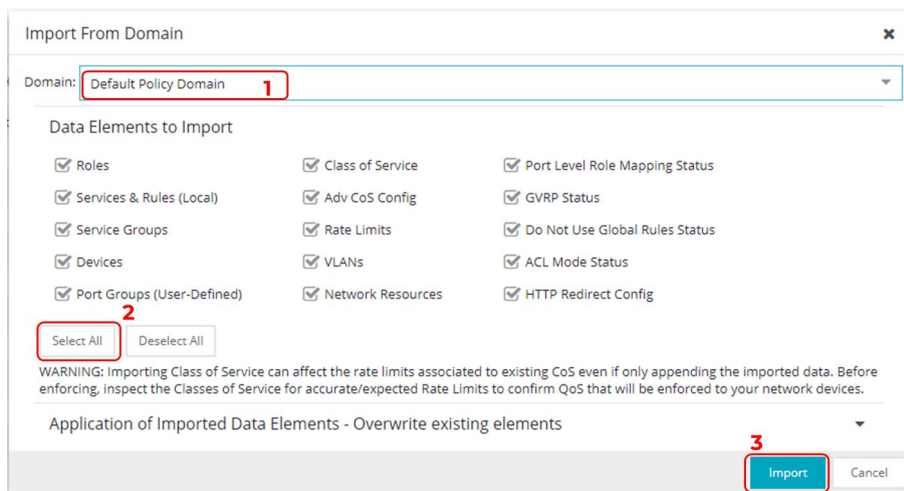 Import From Domain
Domain: Default Policy Domain 1
Data Elements to Import
Roles Class of Service Port Level Role Mapping Status
Services & Rules (Local) Adv CoS Config GVRP Status
Service Groups Rate Limits Do Not Use Global Rules Status
Devices VLANs ACL Mode Status
Port Groups (User-Defined) Network Resources HTTP Redirect Config
2
Select All Deselect All
WARNING: Importing Class of Service can affect the rate limits associated to existing CoS even if only appending the imported data. Before
enforcing, inspect the Classes of Service for accurate/expected Rate Limits to confirm QoS that will be enforced to your network devices.
Application of Imported Data Elements - Overwrite existing elements
3
Import Cancel